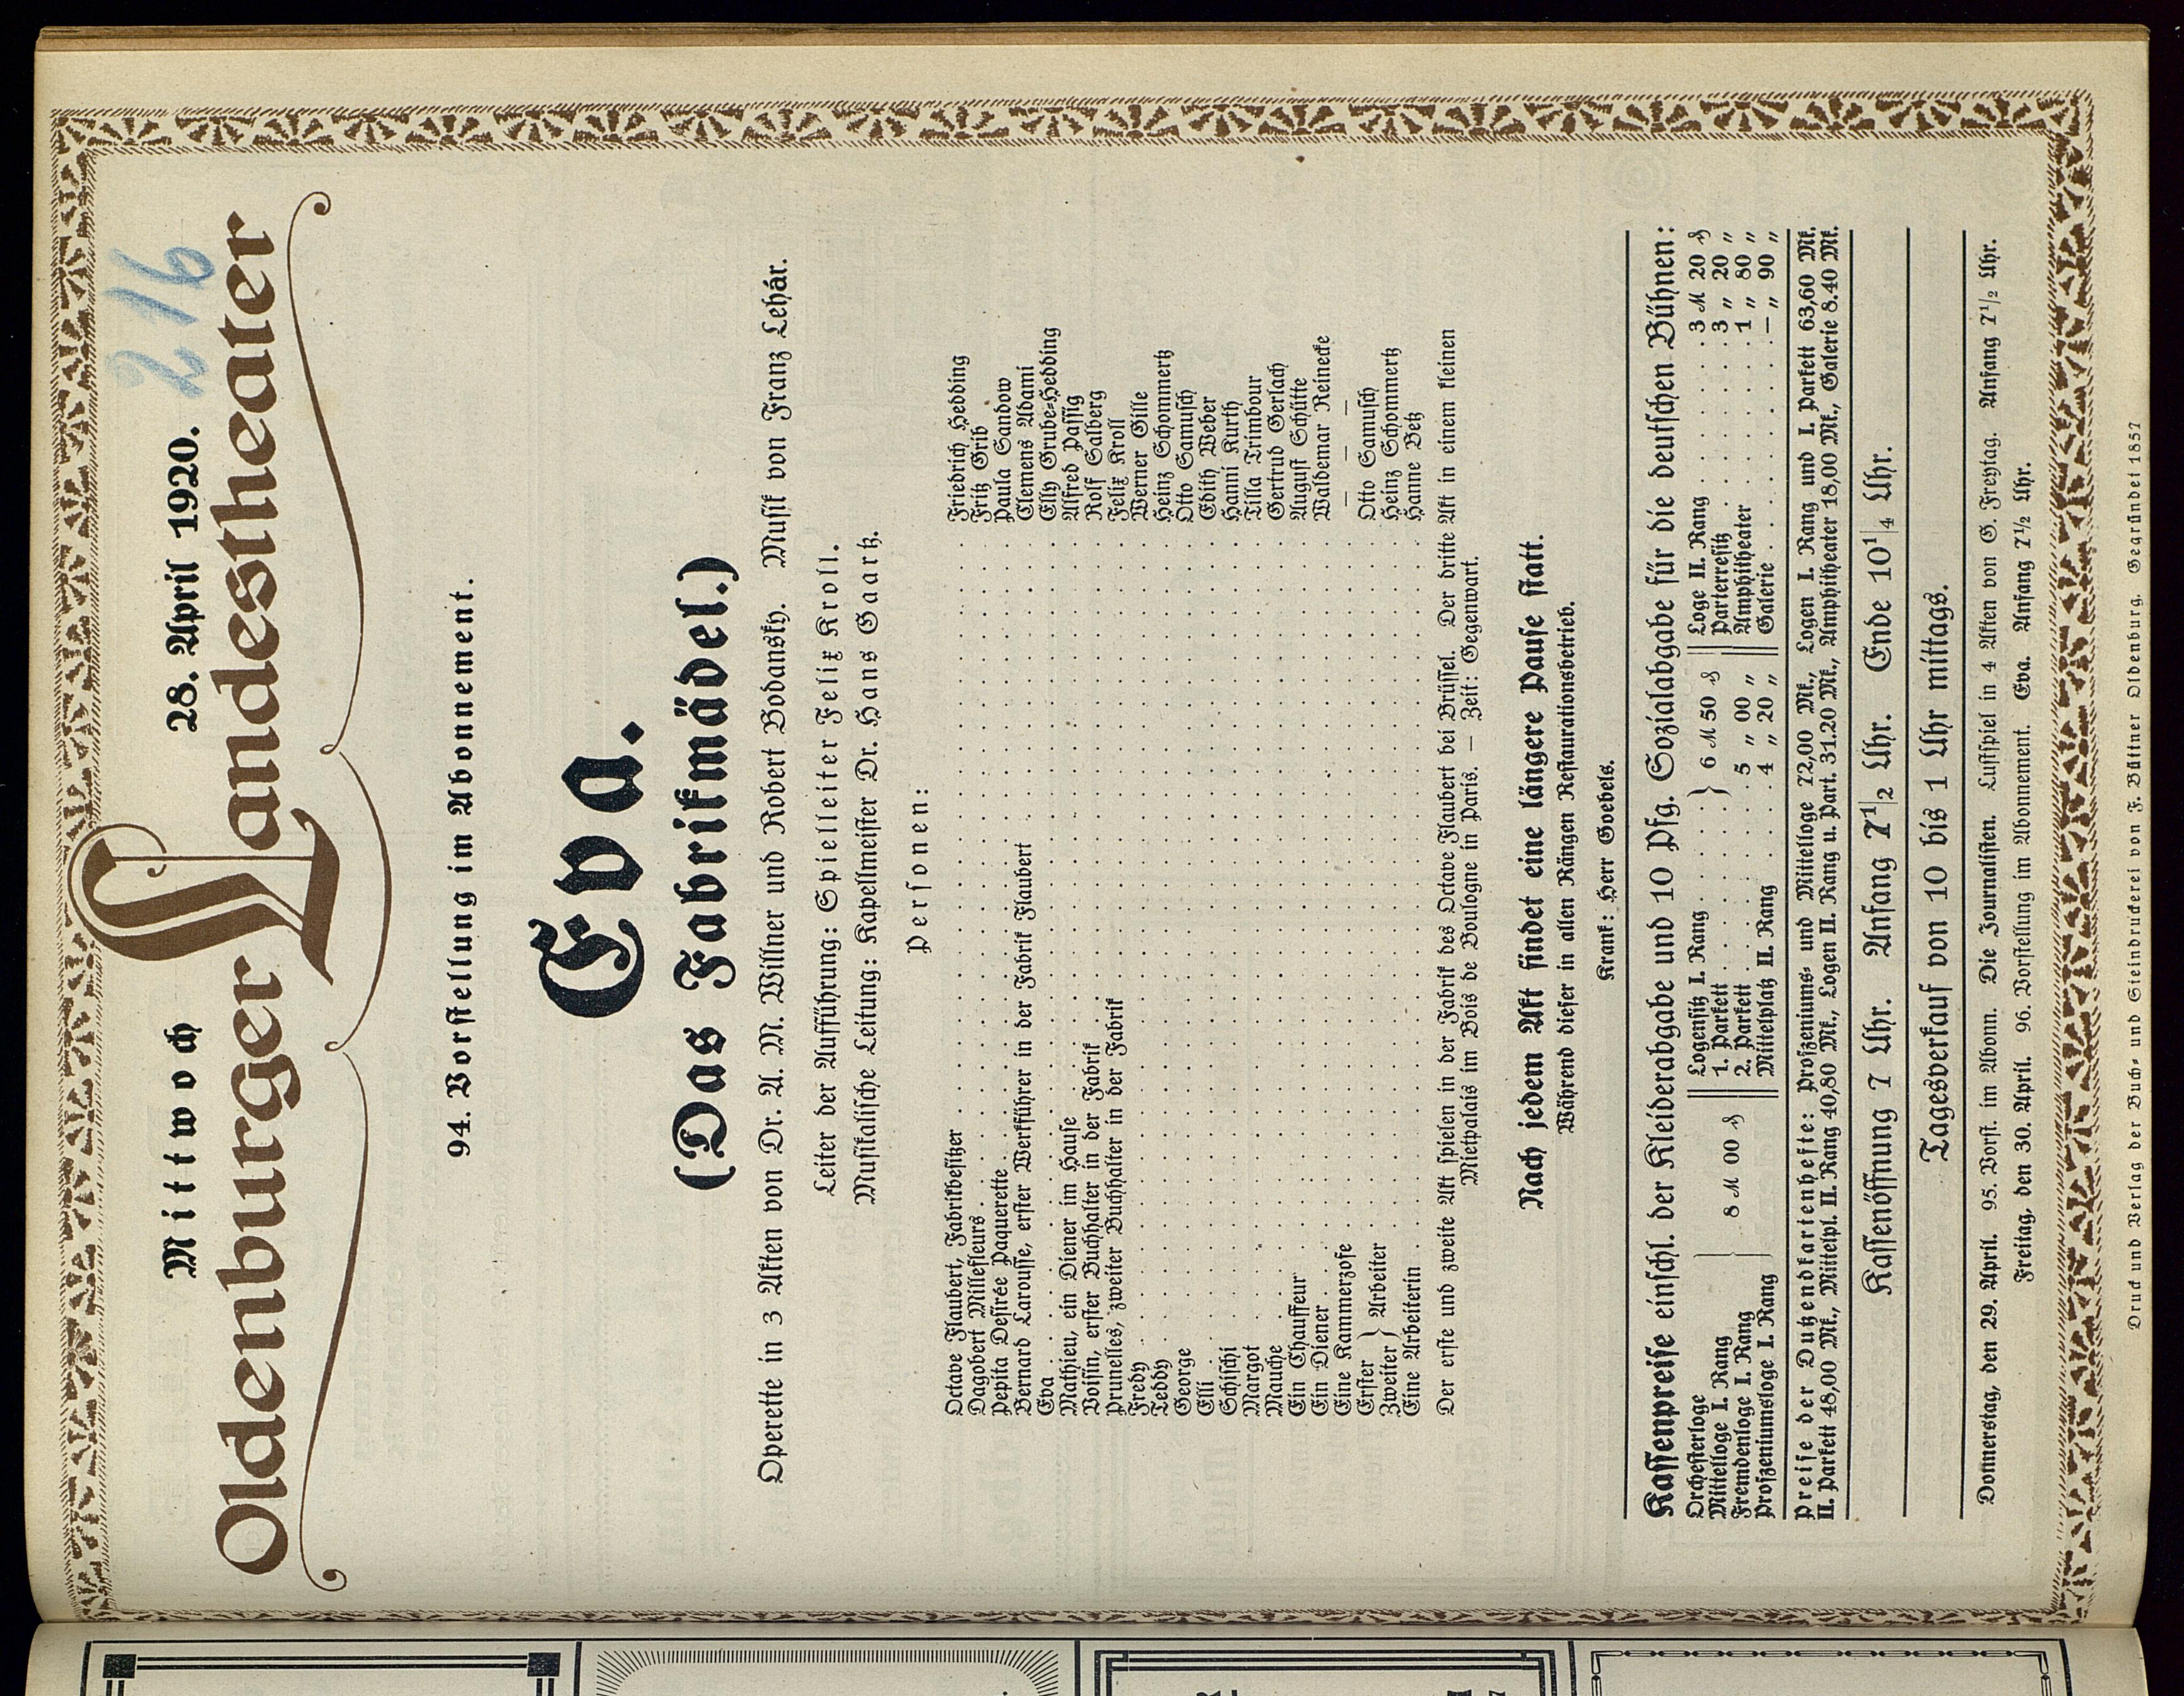 216
Mittwoch 28. April 1920.
Oldenburger Landestheater
94. Vorstellung im Abonnement.
Eva.
(Das Fabrikmädel.)
Operette in 3 Akten von Dr. A. M. Willner und Robert Bodansky. Musik von Franz Lehár.
Leiter der Aufführung: Spielleiter Felix Kroll.
Musikalische Leitung: Kapellmeister Dr. Hans Gaartz.
Personen:
Octave Flaubert, Fabrikbesitzer . . . Friedrich Hedding
Dagobert Millefleurs . . . Fritz Grib
Pepita Desirée Paquerette . . . Paula Sandow
Bernard Larousse, erster Werkführer in der Fabrik Flaubert . . . Clemens Adami
Eva . . . Elly Grube-Hedding
Mathieu, ein Diener im Hause . . . Alfred Passig
Voisin, erster Buchhalter in der Fabrik . . . Rolf Salberg
Prunelles, zweiter Buchhalter in der Fabrik . . . Felix Kroll
Fredy . . . Werner Gille
Teddy . . . Heinz Schommertz
George . . . Otto Samusch
Elli . . . Edith Weber
Schischi . . . Hanni Kurth
Margot . . . Tilla Trimbour
Mauche . . . Gertrud Gerlach
Ein Chauffeur . . . August Schütte
Ein Diener . . . Waldemar Reinecke
Eine Kammerzofe . . . — — —
Erster } Arbeiter . . . Otto Samusch
Zweiter } . . . Heinz Schommertz
Eine Arbeiterin . . . Hanne Betz
Der erste und zweite Akt spielen in der Fabrik des Octave Flaubert bei Brüssel. Der dritte Akt in einem kleinen
Mietpalais im Bois de Boulogne in Paris. — Zeit: Gegenwart.
Nach jedem Akt findet eine längere Pause statt.
Während dieser in allen Rängen Restaurationsbetrieb.
Krank: Herr Goebels.
Kassenpreise einschl. der Kleiderabgabe und 10 Pfg. Sozialabgabe für die deutschen Bühnen:
Orchesterloge
Mittelloge I. Rang
Fremdenloge I. Rang
Proszeniumsloge I. Rang
} 8 M 00 ₰
Logensitz I. Rang . . .
1. Parkett . . . } 6 M 50 ₰
2. Parkett . . . 5 „ 00 „
Mittelplatz II. Rang . . . 4 „ 20 „
Loge II. Rang . . . 3 M 20 ₰
Parterresitz . . . 3 „ 20 „
Amphitheater . . . 1 „ 80 „
Galerie . . . — „ 90 „
Preise der Dutzendkartenhefte: Proszeniums- und Mittelloge 72,00 Mk., Logen I. Rang und I. Parkett 63,60 Mk.
II. Parkett 48,00 Mk., Mittelpl. II. Rang 40,80 Mk., Logen II. Rang u. Part. 31.20 Mk., Amphitheater 18,00 Mk., Galerie 8.40 Mk.
Kassenöffnung 7 Uhr. Anfang 7 1/2 Uhr. Ende 10 1/4 Uhr.
Tagesverkauf von 10 bis 1 Uhr mittags.
Donnerstag, den 29. April. 95. Vorst. im Abonn. Die Journalisten. Lustspiel in 4 Akten von G. Freytag. Anfang 7 1/2 Uhr.
Freitag, den 30. April. 96. Vorstellung im Abonnement. Eva. Anfang 7 1/2 Uhr.
Druck und Verlag der Buch- und Steindruckerei von F. Büttner Oldenburg. Gegründet 1857